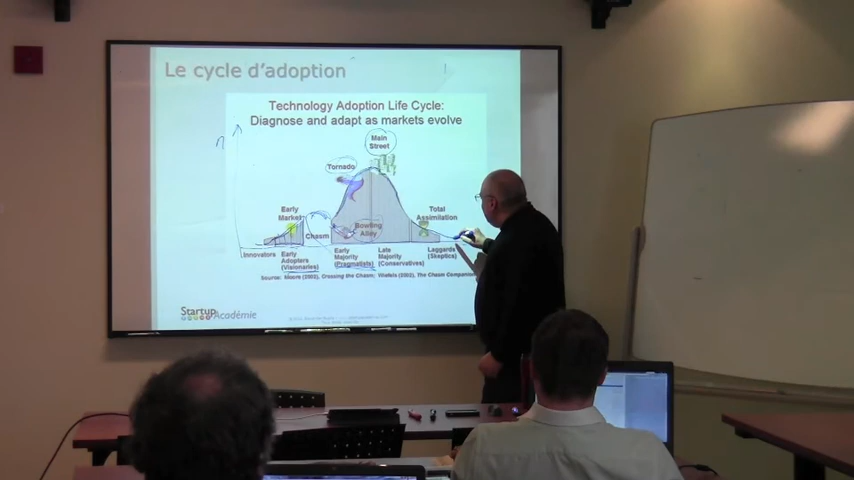 Le cycle d'adoption
Technology Adoption Life Cycle:
Diagnose and adapt as markets evolve
Main
Street
Tornado
Early
Market
Total
Assimilation
Chasm
Bowling
Alley
Innovators
Early
Adopters
(Visionaries)
Early
Majority
(Pragmatists)
Late
Majority
(Conservatives)
Laggards
(Skeptics)
Source: Moore (2002), Crossing the Chasm; Wiefels (2002), The Chasm Companion
StartupAcadémie